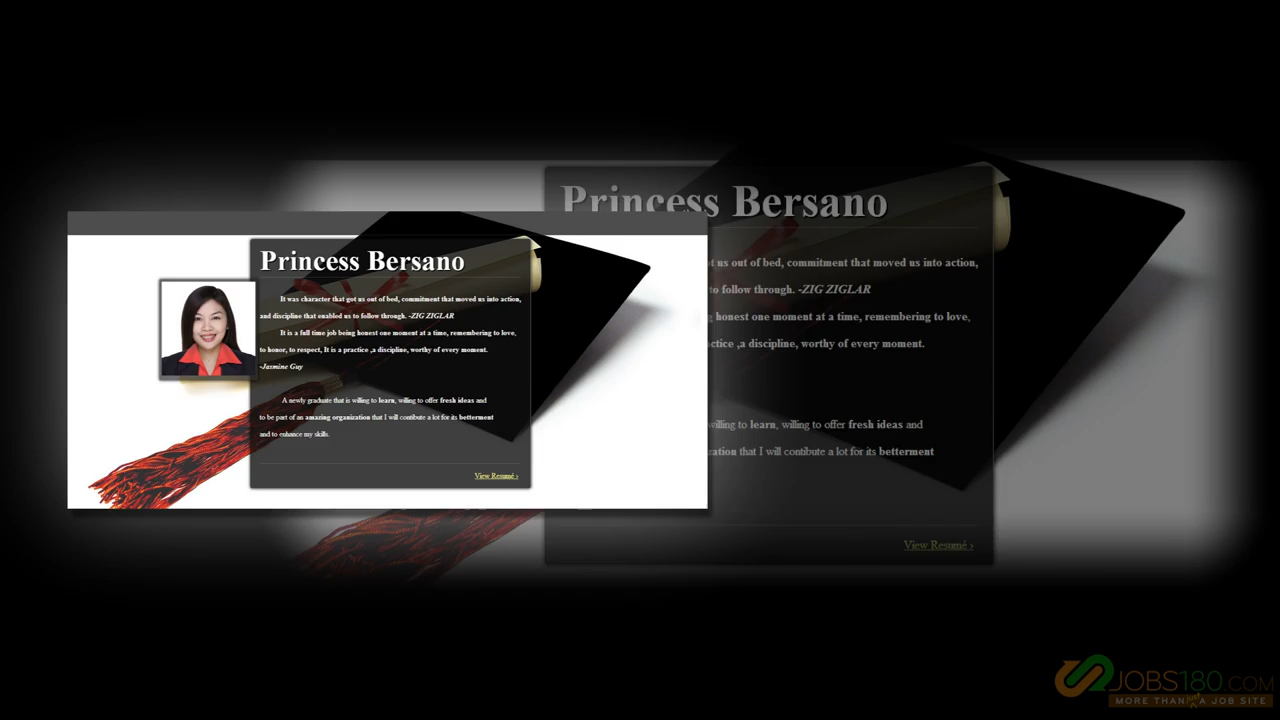 Princess Bersano
It was character that got us out of bed, commitment that moved us into action,
and discipline that enabled us to follow through. -ZIG ZIGLAR
It is a full time job being honest one moment at a time, remembering to love,
to honor, to respect, It is a practice ,a discipline, worthy of every moment.
-Jasmine Guy
A newly graduate that is willing to learn, willing to offer fresh ideas and
to be part of an amazing organization that I will contibute a lot for its betterment
and to enhance my skills.
View Resumé ›
Princess Bersano
t us out of bed, commitment that moved us into action,
to follow through. -ZIG ZIGLAR
g honest one moment at a time, remembering to love,
ctice ,a discipline, worthy of every moment.
willing to learn, willing to offer fresh ideas and
zation that I will contibute a lot for its betterment
View Resumé ›
JOBS180.COM
MORE THAN just A JOB SITE